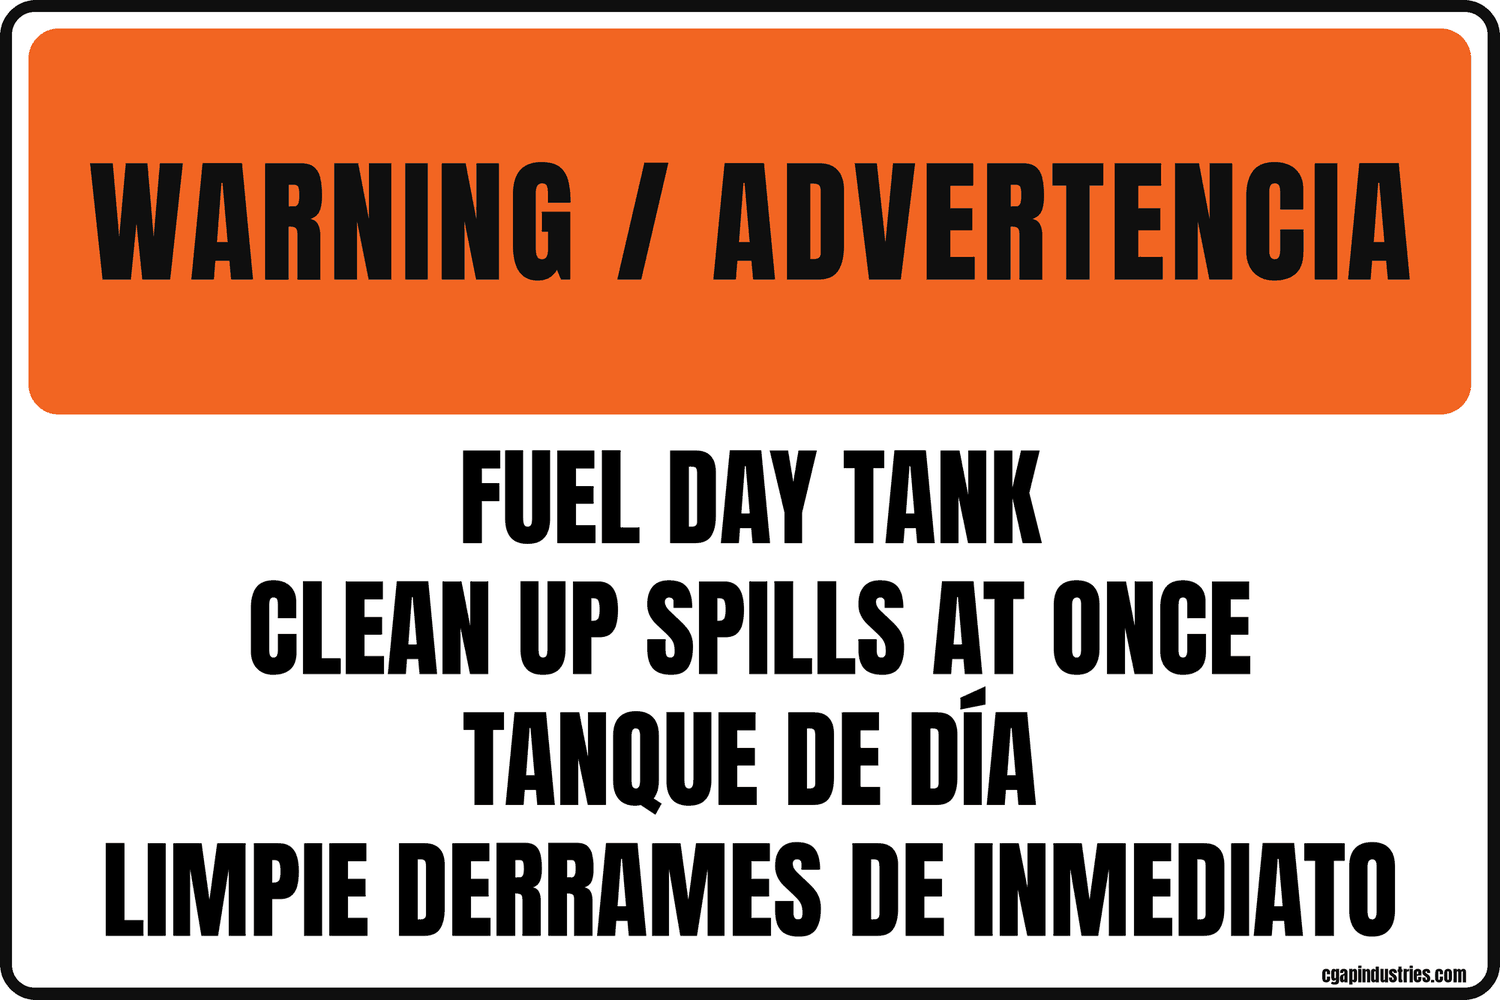 WARNING / ADVERTENCIA
FUEL DAY TANK
CLEAN UP SPILLS AT ONCE
TANQUE DE DÍA
LIMPIE DERRAMES DE INMEDIATO
cgapindustries.com